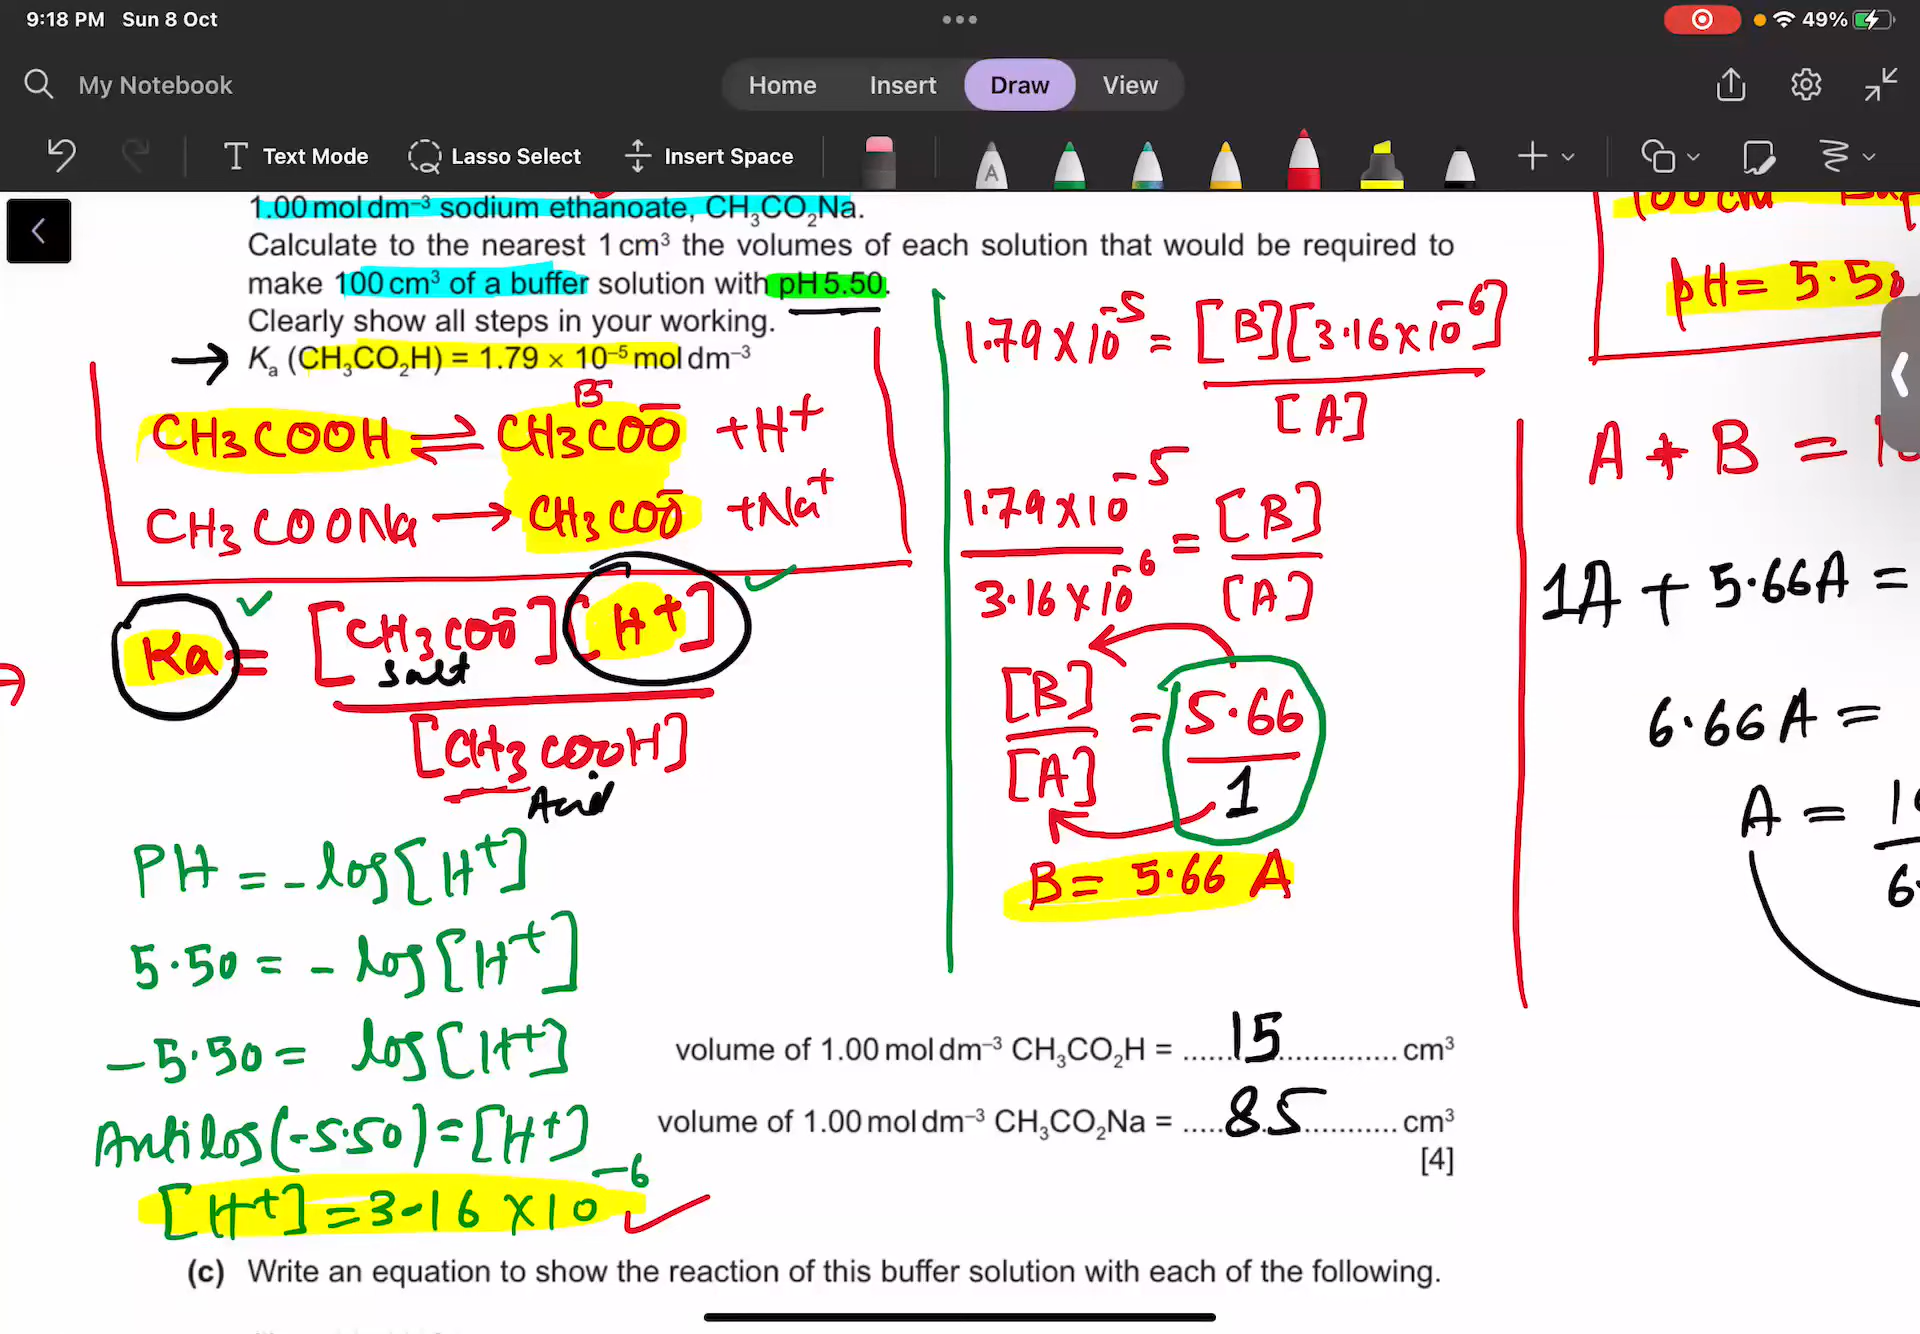 9:18 PM Sun 8 Oct
49%
My Notebook
Home Insert Draw View
Text Mode Lasso Select Insert Space
A
1.00 mol dm⁻³ sodium ethanoate, CH₃CO₂Na.
Calculate to the nearest 1 cm³ the volumes of each solution that would be required to
make 100 cm³ of a buffer solution with pH 5.50.
Clearly show all steps in your working.
→ Kₐ (CH₃CO₂H) = 1.79 × 10⁻⁵ mol dm⁻³
B
CH3COOH ⇌ CH3COO⁻ + H⁺
CH3COONa → CH3COO⁻ + Na⁺
Ka = [CH3COO⁻][H⁺]
Salt
[CH3COOH]
Acid
PH = -log[H⁺]
5.50 = -log[H⁺]
-5.50 = log[H⁺]
Antilog(-5.50) = [H⁺]
[H⁺] = 3.16 × 10⁻⁶
1.79 × 10⁻⁵ = [B][3.16 × 10⁻⁶]
[A]
1.79 × 10⁻⁵ = [B]
3.16 × 10⁻⁶ [A]
[B] = 5.66
[A] 1
B = 5.66 A
pH = 5.50
A + B =
1A + 5.66A =
6.66A =
A =
volume of 1.00 mol dm⁻³ CH₃CO₂H = ......15.................. cm³
volume of 1.00 mol dm⁻³ CH₃CO₂Na = .....85............. cm³
[4]
(c) Write an equation to show the reaction of this buffer solution with each of the following.